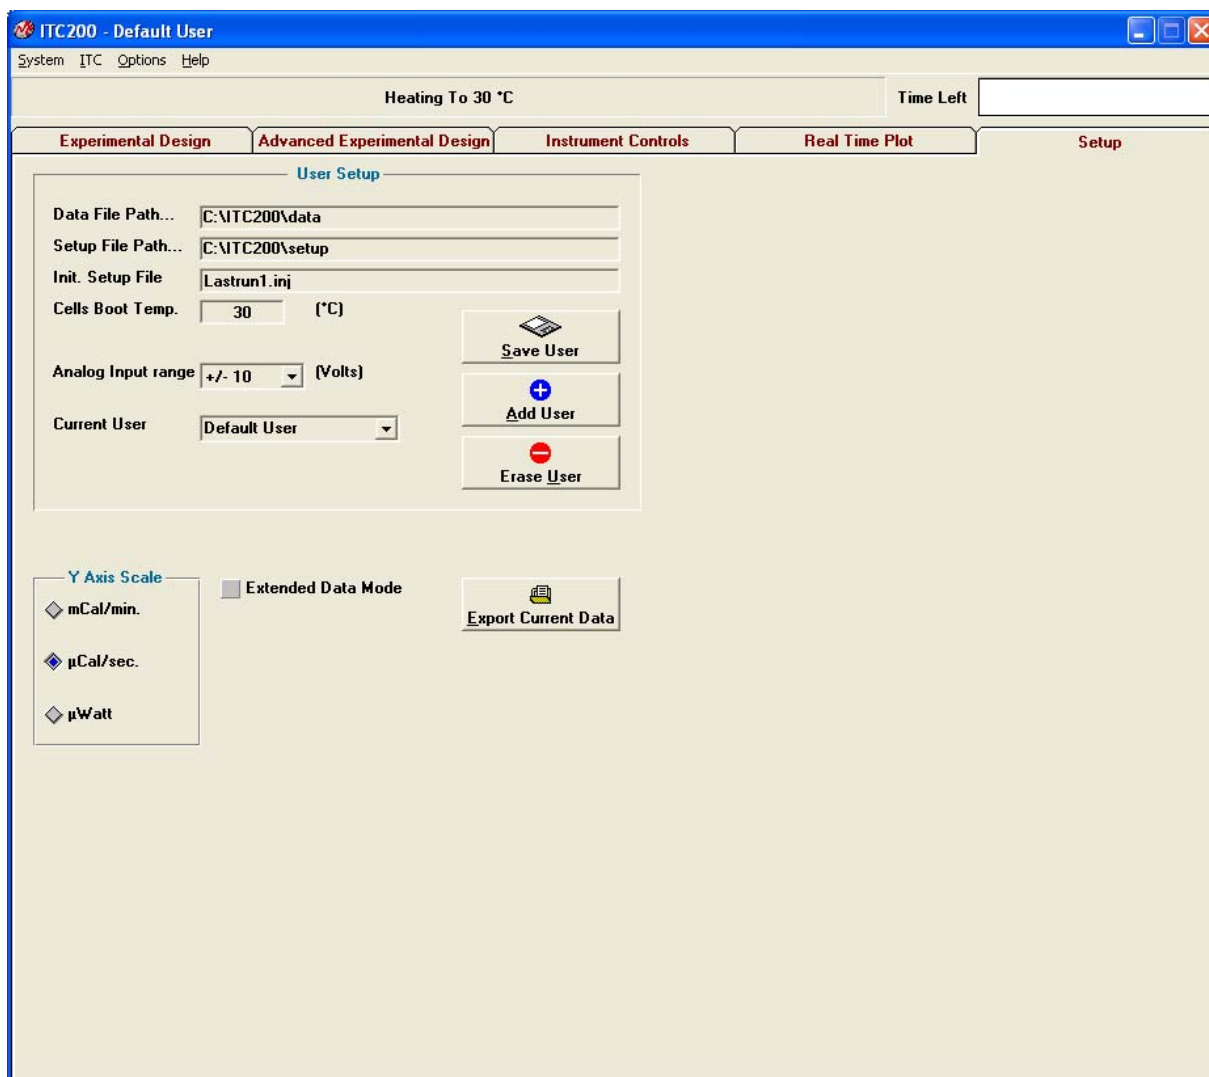 ITC200 - Default User
System ITC Options Help
Heating To 30 °C Time Left
Experimental Design Advanced Experimental Design Instrument Controls Real Time Plot Setup
User Setup
Data File Path... C:\ITC200\data
Setup File Path... C:\ITC200\setup
Init. Setup File Lastrun1.inj
Cells Boot Temp. 30 (°C)
Save User
Analog Input range +/- 10 (Volts)
Add User
Current User Default User
Erase User
Y Axis Scale
mCal/min.
µCal/sec.
µWatt
Extended Data Mode
Export Current Data